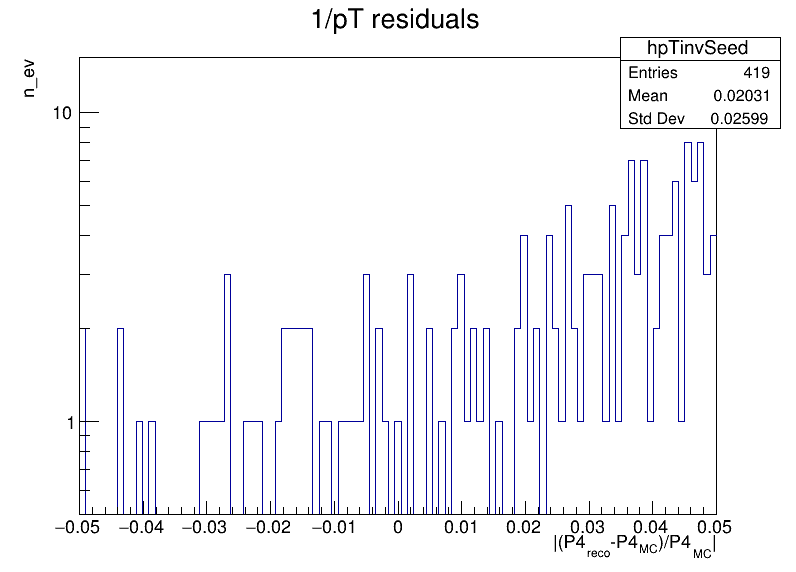 1/pT residuals
hpTinvSeed
Entries 419
Mean 0.02031
Std Dev 0.02599
n_ev
10
1
−0.05 −0.04 −0.03 −0.02 −0.01 0 0.01 0.02 0.03 0.04 0.05
|(P4reco-P4MC)/P4MC|